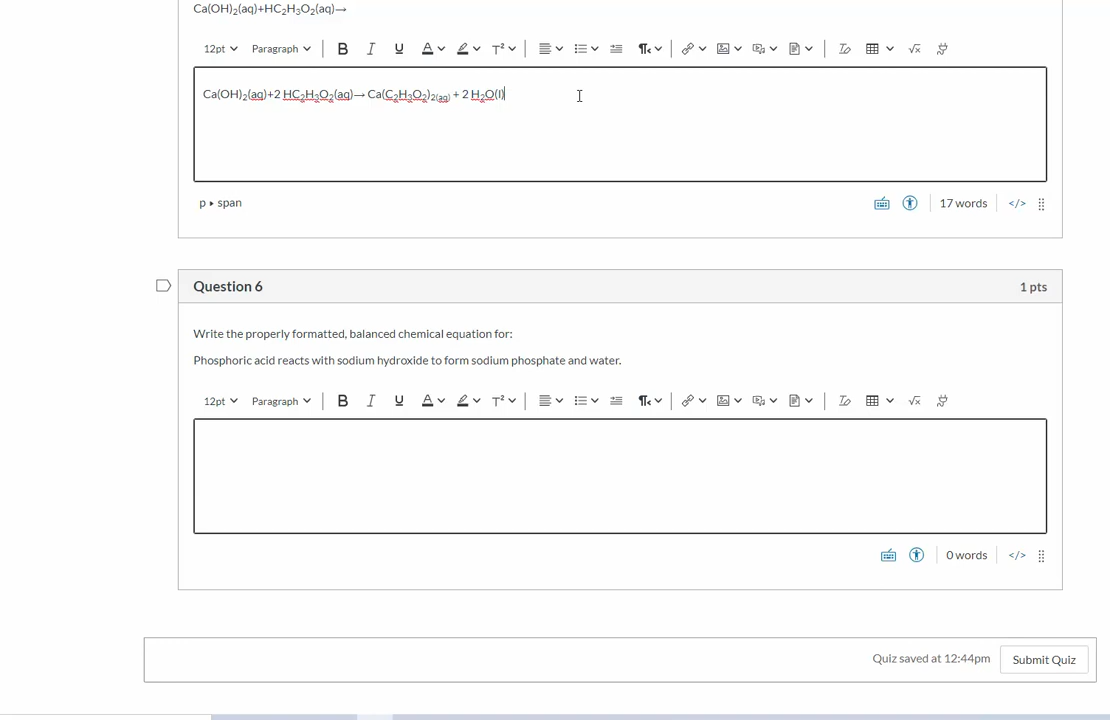 Ca(OH)₂(aq)+HC₂H₃O₂(aq)→
12pt Paragraph B I U A T²
Ca(OH)₂(aq)+2 HC₂H₃O₂(aq)→ Ca(C₂H₃O₂)₂₍ₐq₎ + 2 H₂O(l)
p ▸ span 17 words </>
Question 6 1 pts
Write the properly formatted, balanced chemical equation for:
Phosphoric acid reacts with sodium hydroxide to form sodium phosphate and water.
12pt Paragraph B I U A T²
0 words </>
Quiz saved at 12:44pm Submit Quiz